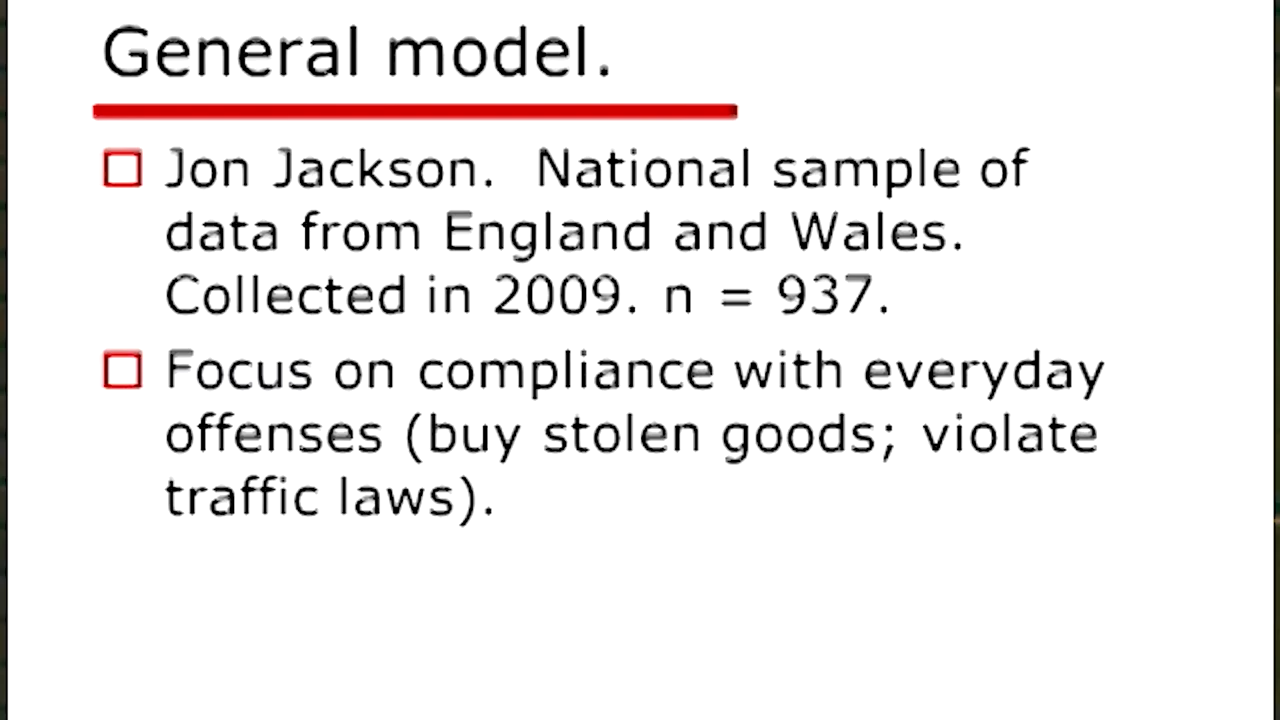 General model.
Jon Jackson.  National sample of
data from England and Wales.
Collected in 2009. n = 937.
Focus on compliance with everyday
offenses (buy stolen goods; violate
traffic laws).